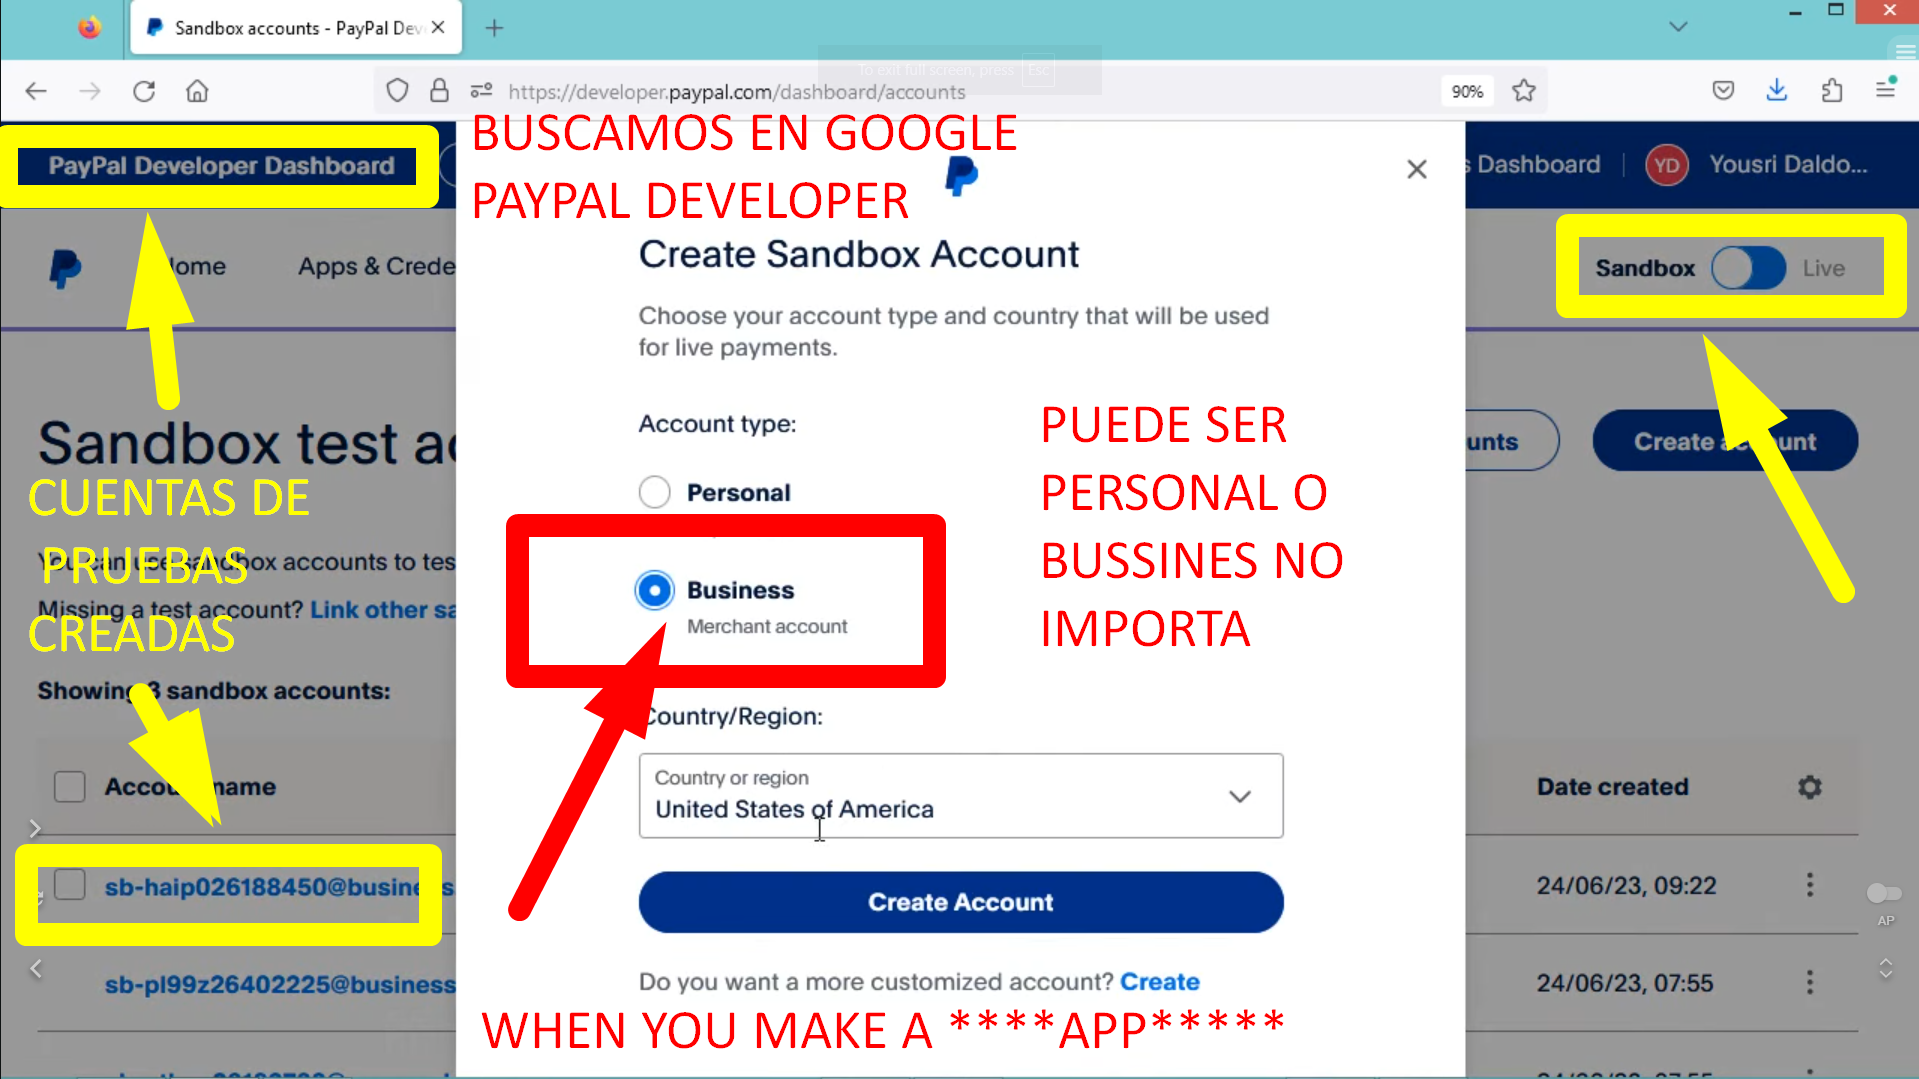 Sandbox accounts - PayPal Dev
To exit full screen, press Esc
https://developer.paypal.com/dashboard/accounts
90%
BUSCAMOS EN GOOGLE
PAYPAL DEVELOPER
PayPal Developer Dashboard
s Dashboard
YD
Yousri Daldo...
ome
Apps & Crede
Sandbox
Live
Create Sandbox Account
Choose your account type and country that will be used
for live payments.
Account type:
Personal
Business
Merchant account
PUEDE SER
PERSONAL O
BUSSINES NO
IMPORTA
Sandbox test ac
CUENTAS DE
PRUEBAS
CREADAS
You can use sandbox accounts to tes
Missing a test account? Link other sa
unts
Create account
Showing 3 sandbox accounts:
Country/Region:
Country or region
United States of America
Account name
Date created
sb-haip026188450@business
24/06/23, 09:22
AP
Create Account
sb-pl99z26402225@business
24/06/23, 07:55
Do you want a more customized account? Create
WHEN YOU MAKE A ****APP*****